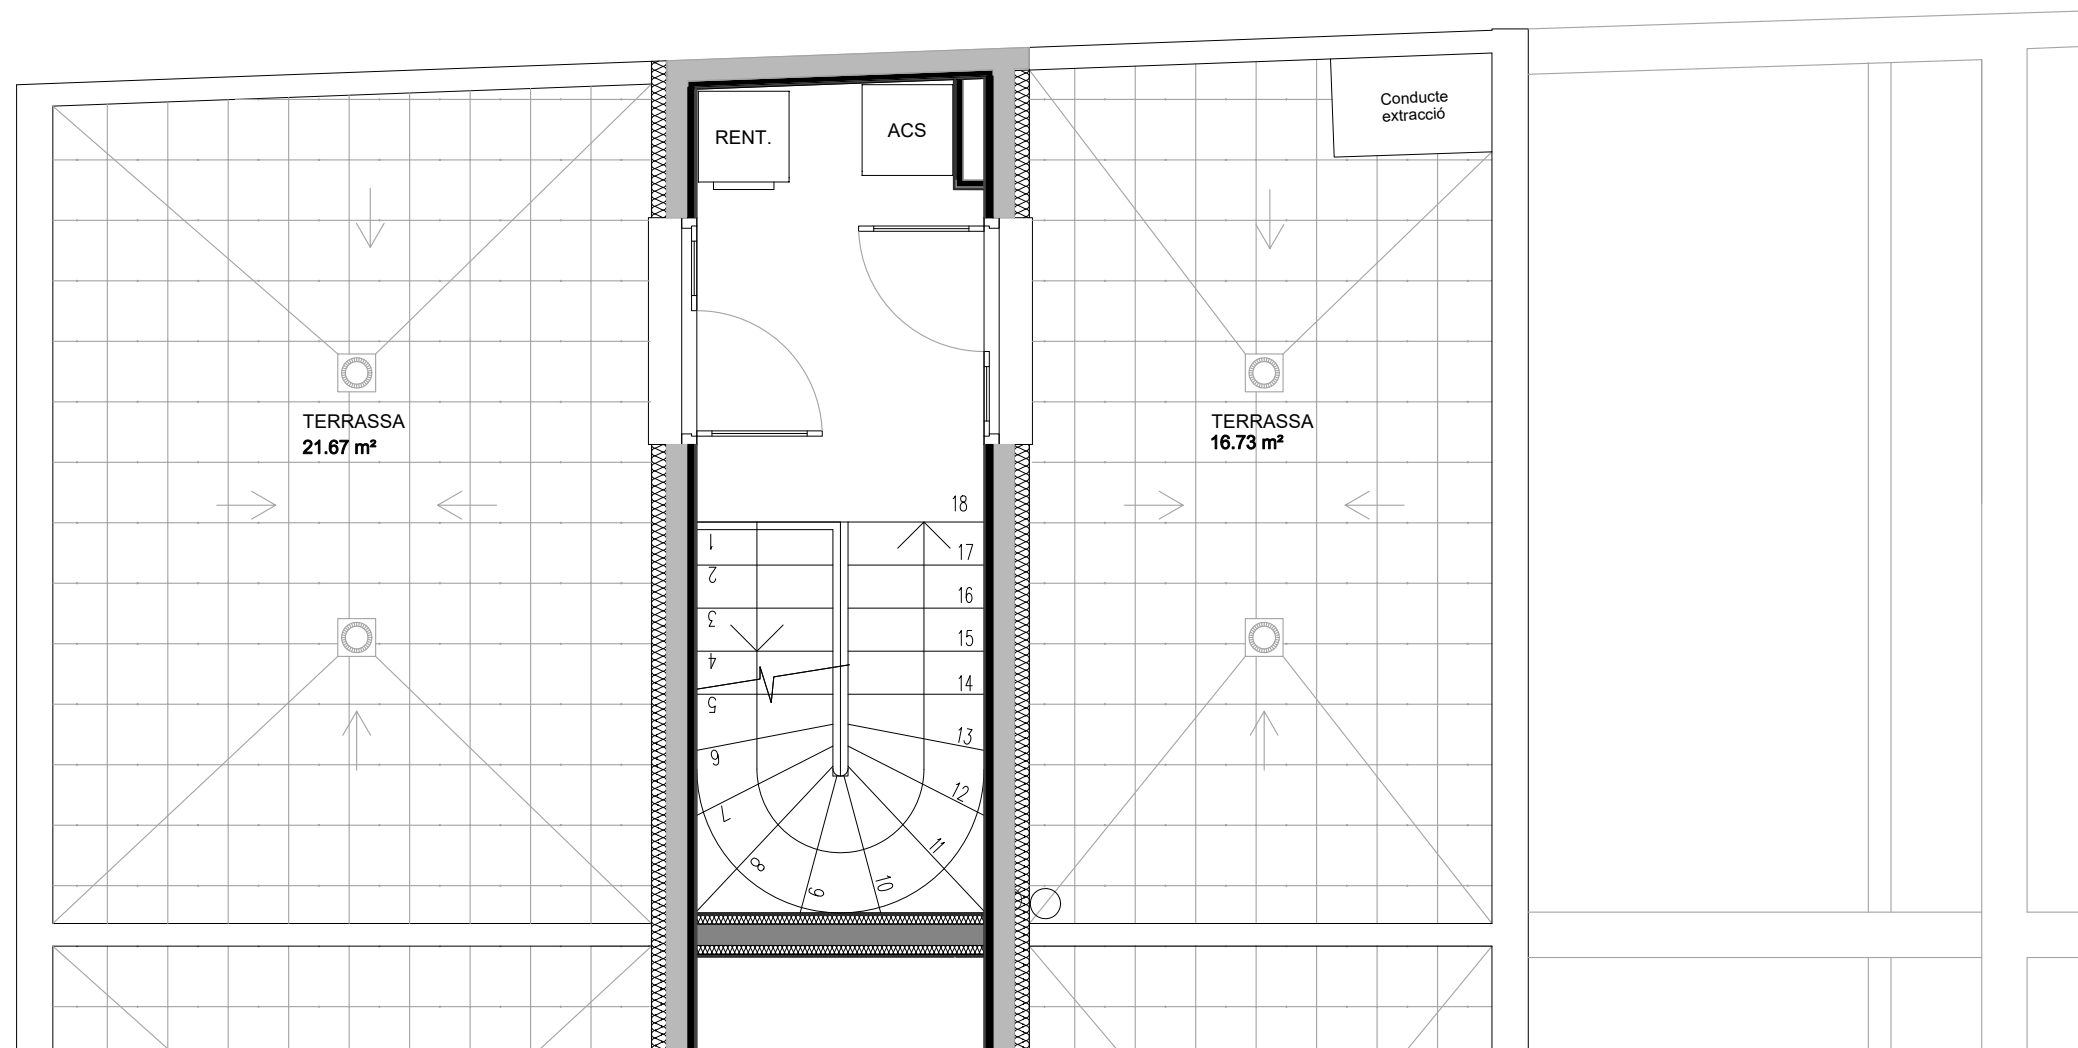 Conducte
extracció
RENT.
ACS
TERRASSA
21.67 m²
TERRASSA
16.73 m²
18
1
17
2
16
3
15
4
14
5
13
6
12
7
11
8
10
9